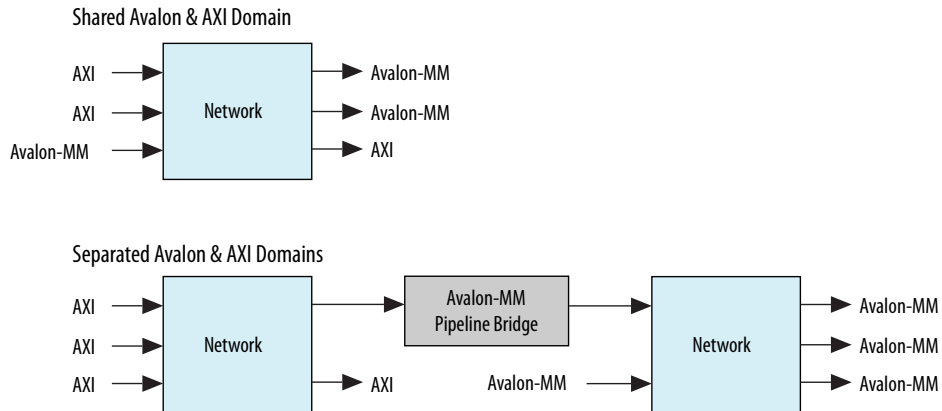 Shared Avalon & AXI Domain
AXI
Avalon-MM
AXI
Network
Avalon-MM
Avalon-MM
AXI
Separated Avalon & AXI Domains
AXI
Avalon-MM
Pipeline Bridge
Avalon-MM
AXI
Network
Network
Avalon-MM
AXI
AXI
Avalon-MM
Avalon-MM